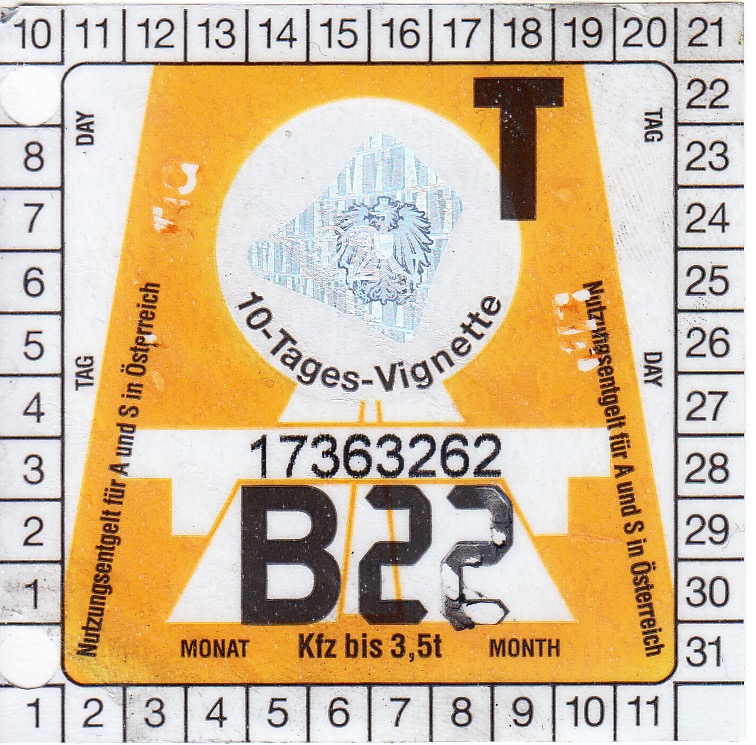 10 11 12 13 14 15 16 17 18 19 20 21
22
8 23
7 24
6 25
5 26
4 27
3 28
2 29
1 30
31
1 2 3 4 5 6 7 8 9 10 11
DAY
T
TAG
10-Tages-Vignette
TAG
DAY
Nutzungsentgelt für A und S in Österreich
Nutzungsentgelt für A und S in Österreich
17363262
B22
MONAT Kfz bis 3,5t MONTH